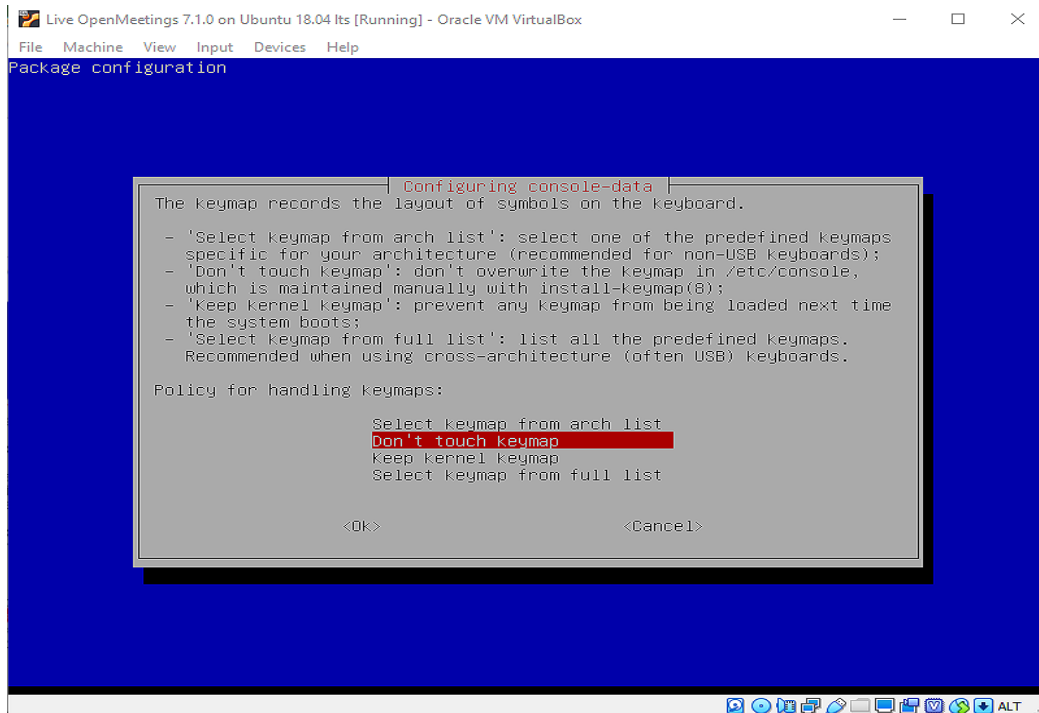 Live OpenMeetings 7.1.0 on Ubuntu 18.04 lts [Running] - Oracle VM VirtualBox
File Machine View Input Devices Help
Package configuration
Configuring console-data
The keymap records the layout of symbols on the keyboard.
- 'Select keymap from arch list': select one of the predefined keymaps
specific for your architecture (recommended for non-USB keyboards);
- 'Don't touch keymap': don't overwrite the keymap in /etc/console,
which is maintained manually with install-keymap(8);
- 'Keep kernel keymap': prevent any keymap from being loaded next time
the system boots;
- 'Select keymap from full list': list all the predefined keymaps.
Recommended when using cross-architecture (often USB) keyboards.
Policy for handling keymaps:
Select keymap from arch list
Don't touch keymap
Keep kernel keymap
Select keymap from full list
<Ok> <Cancel>
ALT